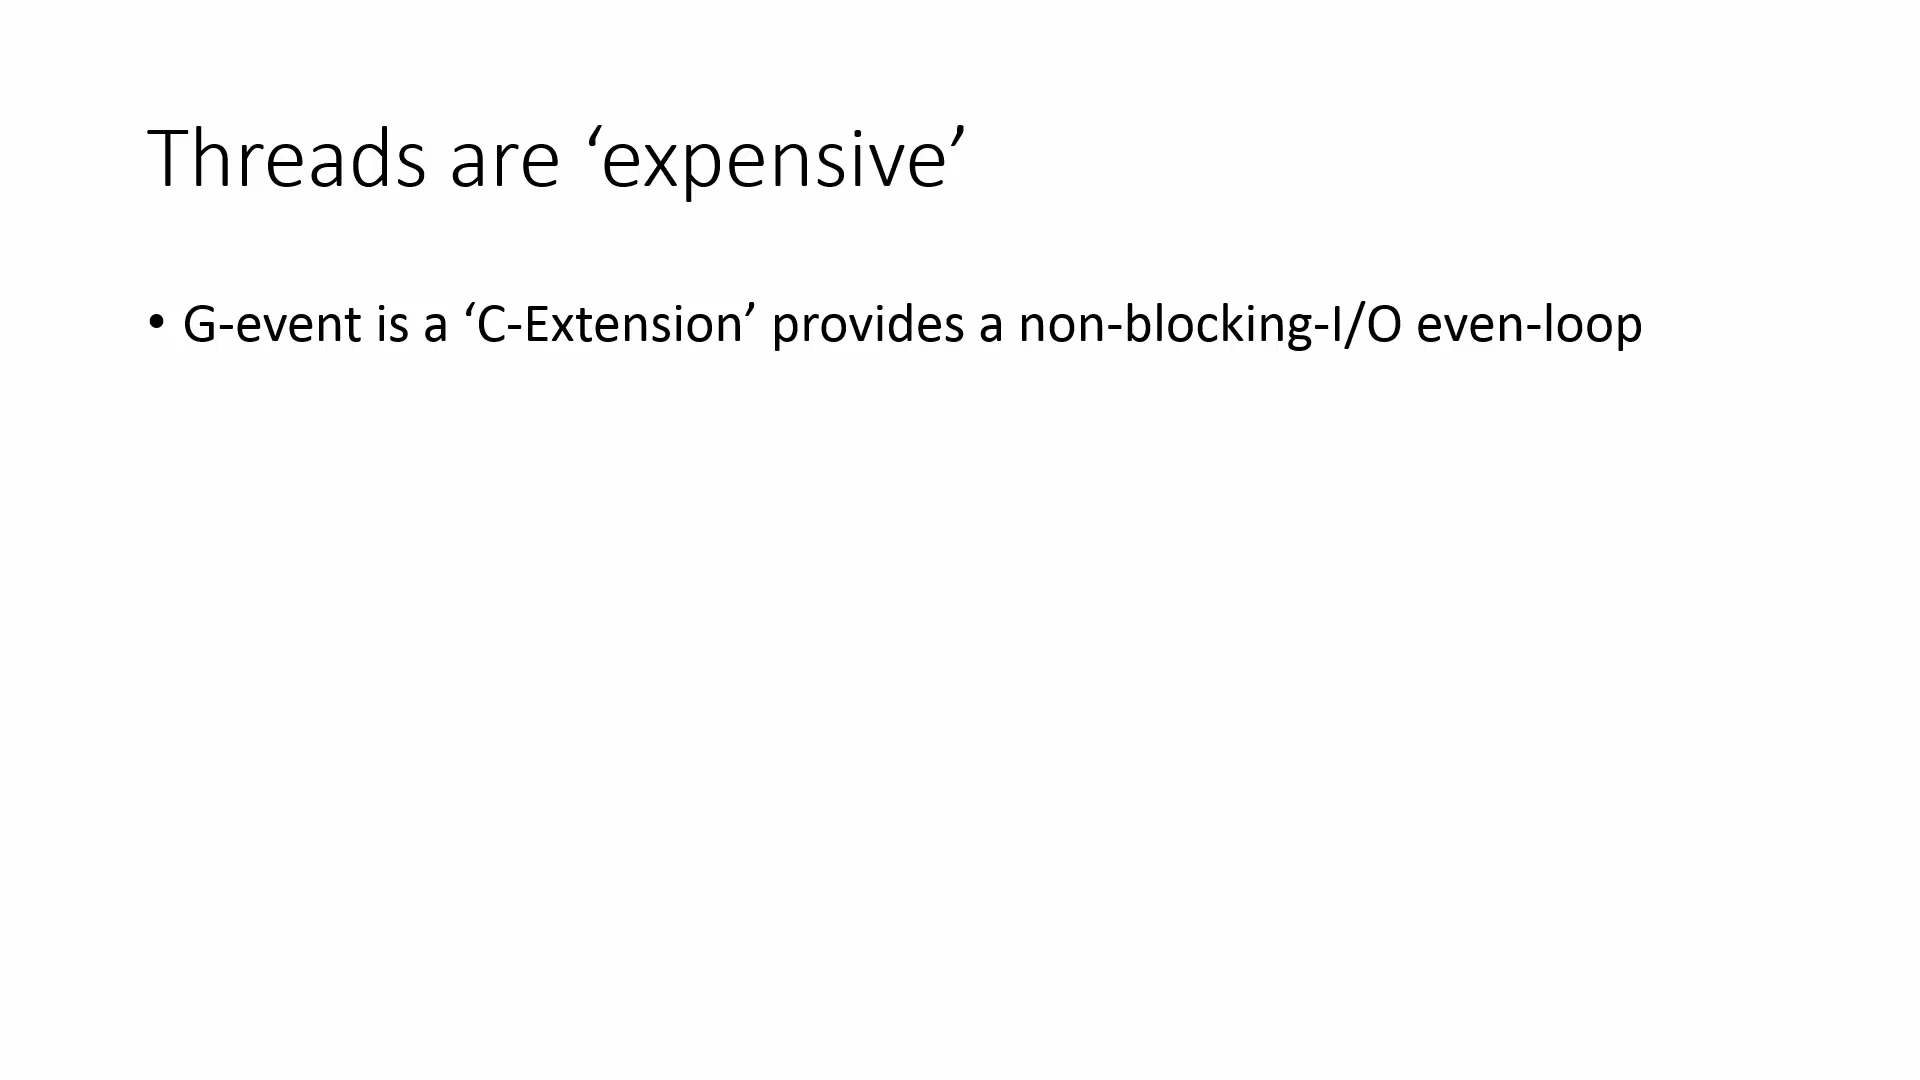 Threads are ‘expensive’
• G-event is a ‘C-Extension’ provides a non-blocking-I/O even-loop